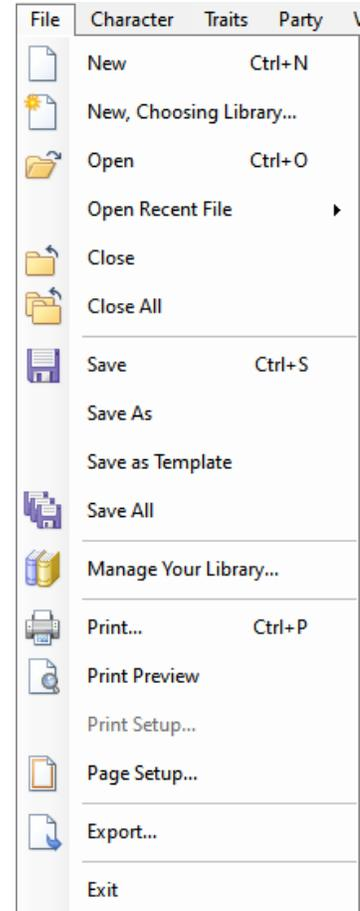 File Character Traits Party
New Ctrl+N
New, Choosing Library...
Open Ctrl+O
Open Recent File
Close
Close All
Save Ctrl+S
Save As
Save as Template
Save All
Manage Your Library...
Print... Ctrl+P
Print Preview
Print Setup...
Page Setup...
Export...
Exit